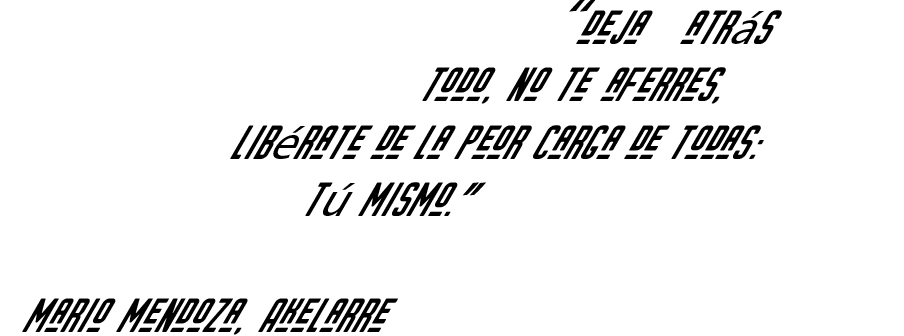 "DEJA ATRáS
TODO, NO TE AFERRES,
LIBéRATE DE LA PEOR CARGA DE TODAS:
Tú MISMO."
MARIO MENDOZA, AKELARRE